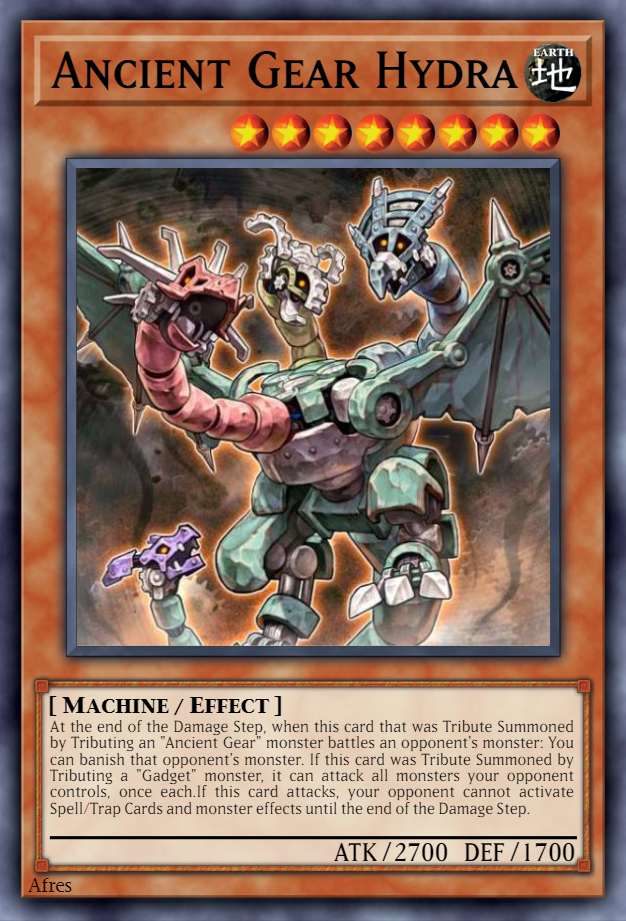 Ancient Gear Hydra
EARTH
地
[ Machine / Effect ]
At the end of the Damage Step, when this card that was Tribute Summoned
by Tributing an "Ancient Gear" monster battles an opponent's monster: You
can banish that opponent's monster. If this card was Tribute Summoned by
Tributing a "Gadget" monster, it can attack all monsters your opponent
controls, once each.If this card attacks, your opponent cannot activate
Spell/Trap Cards and monster effects until the end of the Damage Step.
ATK/2700 DEF/1700
Afres